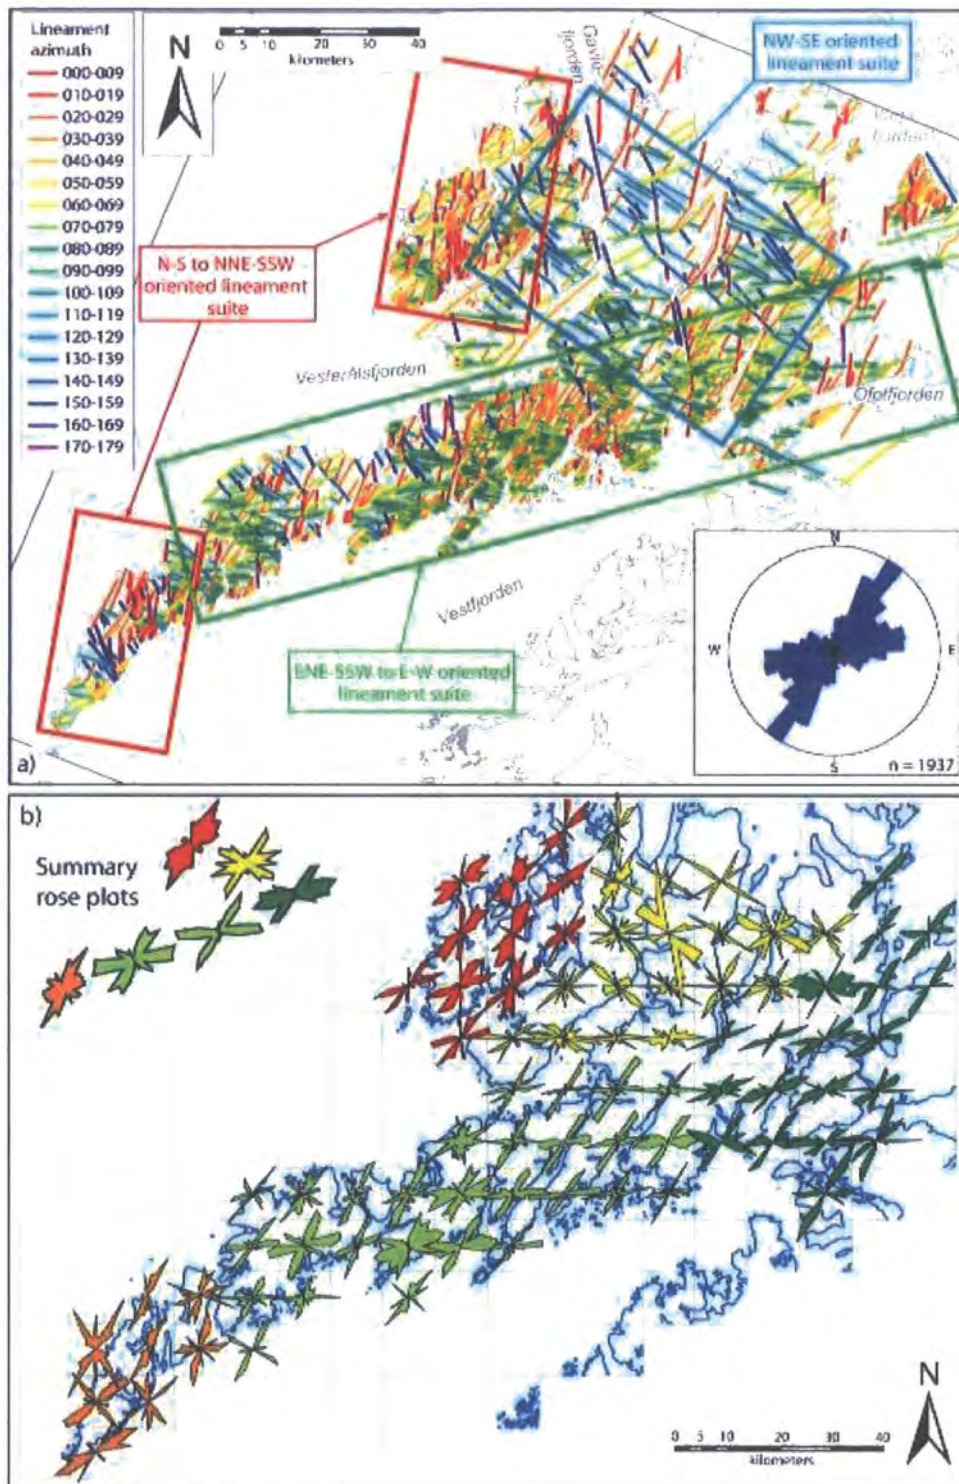 Lineament
azimuth
000-009
010-019
020-029
030-039
040-049
050-059
060-069
070-079
080-089
090-099
100-109
110-119
120-129
130-139
140-149
150-159
160-169
170-179
N
0 5 10 20 30 40
kilometers
NW-SE oriented
lineament suite
N-S to NNE-SSW
oriented lineament
suite
Ofotfjorden
Vestfjorden
ENE-SSW to E-W oriented
lineament suite
N
W
E
S
n = 1937
a)
b)
Summary
rose plots
N
0 5 10 20 30 40
kilometers